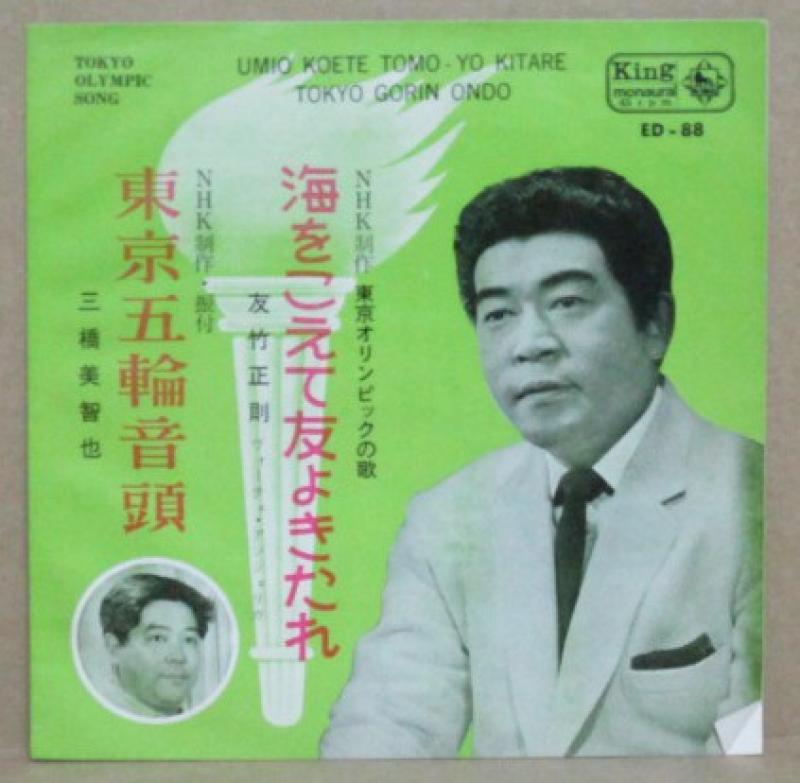 TOKYO
OLYMPIC
SONG
UMIO KOETE TOMO-YO KITARE
TOKYO GORIN ONDO
King
monaural
45 rpm
ED-88
NHK制作 東京オリンピックの歌
海をこえて友よきたれ
友竹正則
NHK制作・振付
東京五輪音頭
三橋美智也